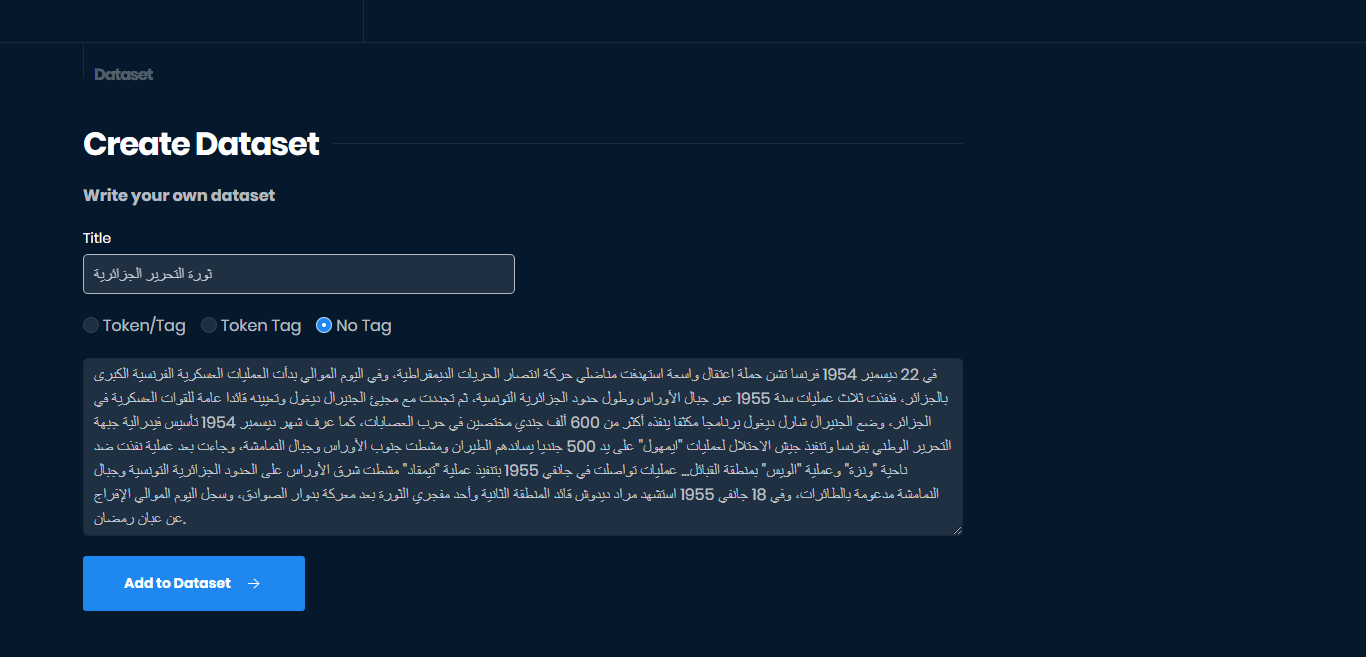 Dataset
Create Dataset
Write your own dataset
Title
ثورة التحرير الجزائرية
Token/Tag Token Tag No Tag
في 22 ديسمبر 1954 فرنسا تشن حملة اعتقال واسعة استهدفت مناضلي حركة انتصار الحريات الديمقراطية، وفي اليوم الموالي بدأت العمليات العسكرية الفرنسية الكبرى
بالجزائر، فنفذت ثلاث عمليات سنة 1955 عبر جبال الأوراس وطول حدود الجزائرية التونسية، ثم تجددت مع مجيئ الجنيرال ديغول وتعيينه قائدا عامة للقوات العسكرية في
الجزائر، وضع الجنيرال شارل ديغول برنامجا مكثفا ينفذه أكثر من 600 ألف جندي مختصين في حرب العصابات، كما عرف شهر ديسمبر 1954 تأسيس فيدرالية جبهة
التحرير الوطني بفرنسا وتنفيذ جيش الاحتلال لعمليات "ايمهول" على يد 500 جنديا يساندهم الطيران ومشطت جنوب الأوراس وجبال النمامشة، وجاءت بعد عملية نفذت ضد
ناحية "ونزة" وعملية "الويس" بمنطقة القبائل... عمليات تواصلت في جانفي 1955 بتنفيذ عملية "تيمقاد" مشطت شرق الأوراس على الحدود الجزائرية التونسية وجبال
النمامشة مدعومة بالطائرات، وفي 18 جانفي 1955 استشهد مراد ديدوش قائد المنطقة الثانية وأحد مفجري الثورة بعد معركة بدوار الصوادق، وسجل اليوم الموالي الإفراج
عن عبان رمضان.
Add to Dataset